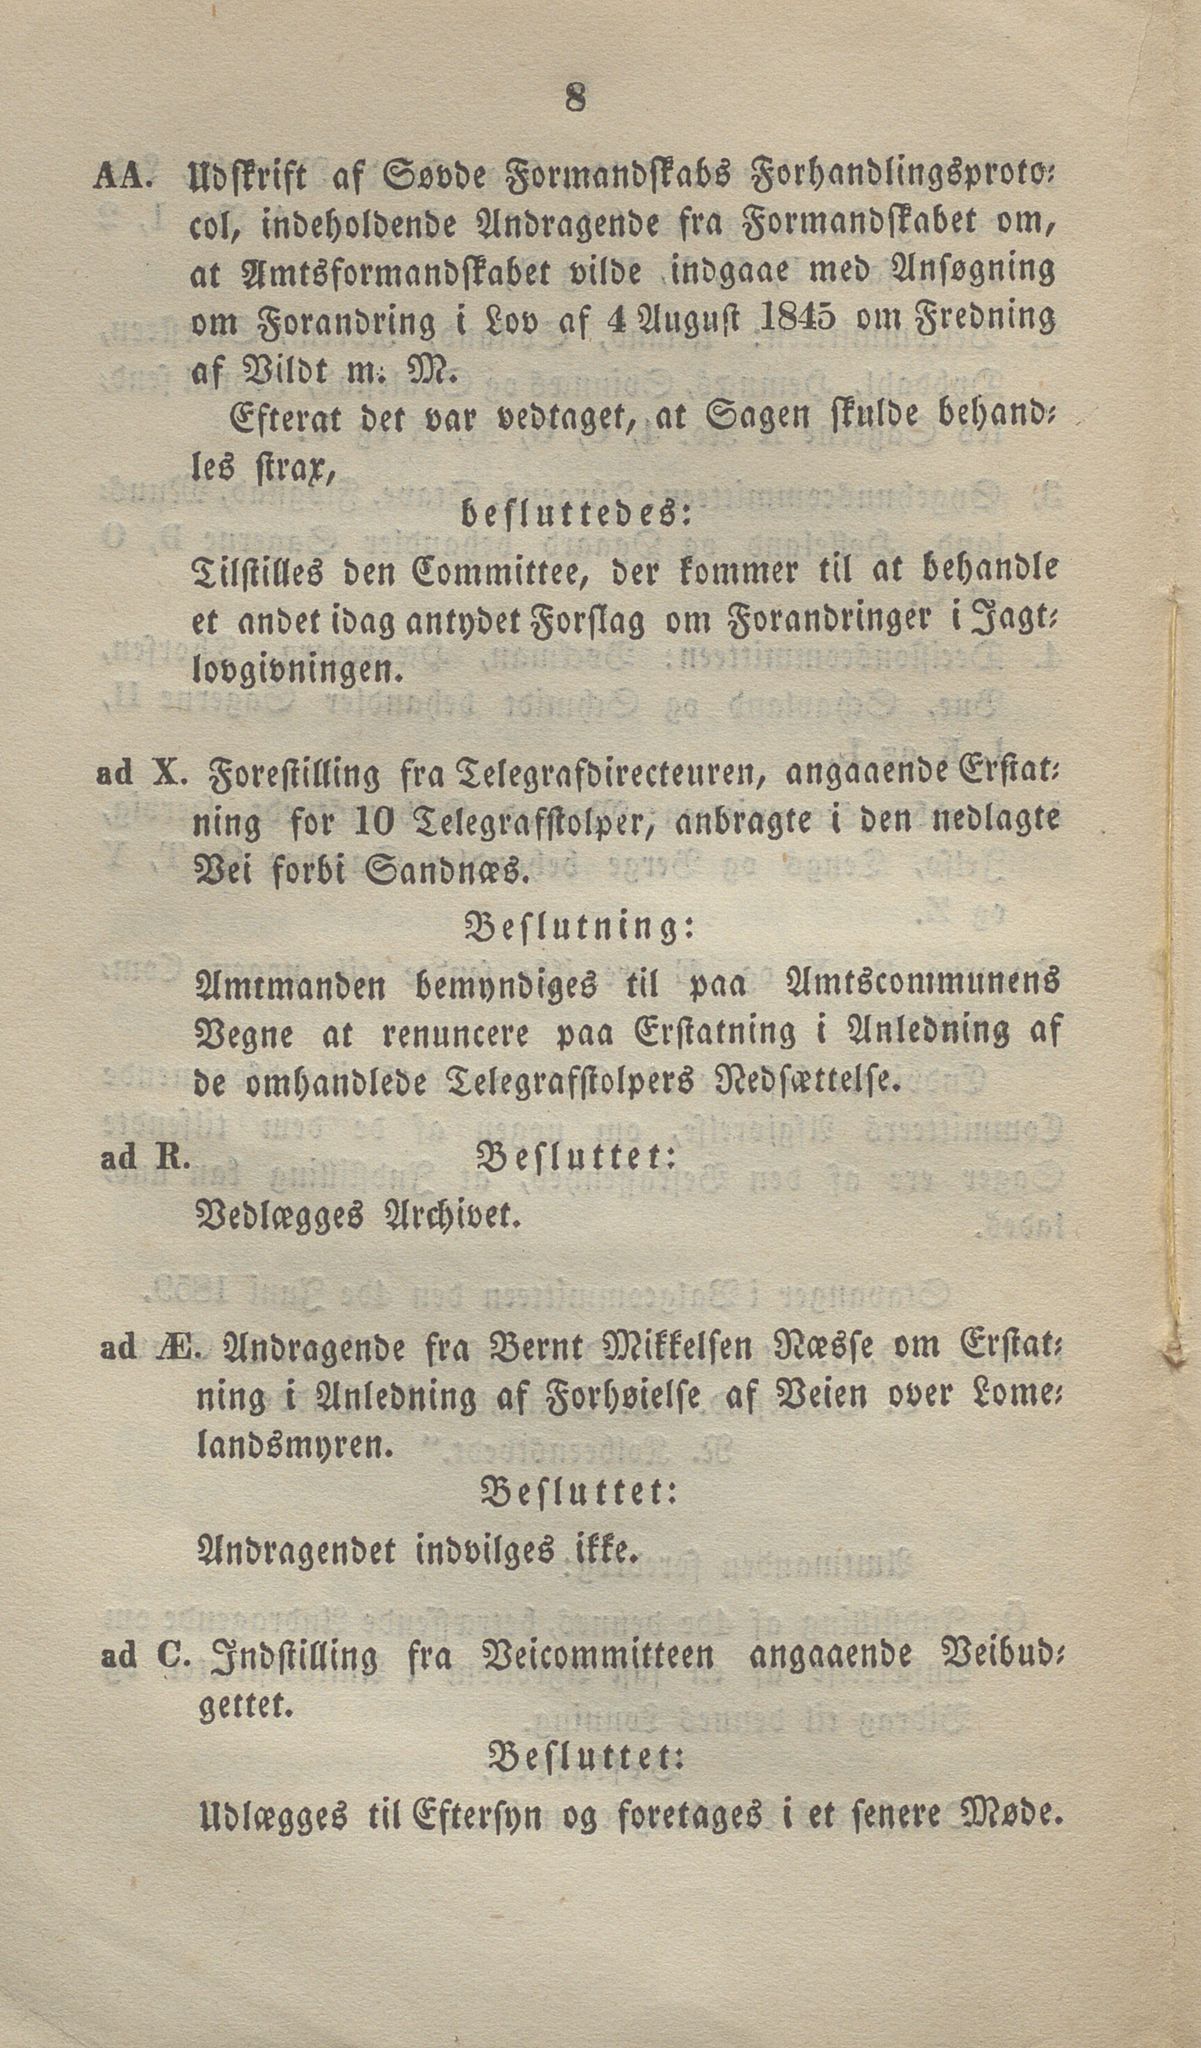 8
AA. Udskrift af Søvde Formandskabs Forhandlingsproto-
col, indeholdende Andragende fra Formandskabet om,
at Amtsformandskabet vilde indgaae med Ansøgning
om Forandring i Lov af 4 August 1845 om Fredning
af Vildt m. M.
Efterat det var vedtaget, at Sagen skulde behand-
les strax,
besluttedes:
Tilstilles den Committee, der kommer til at behandle
et andet idag antydet Forslag om Forandringer i Jagt-
lovgivningen.
ad X. Forestilling fra Telegrafdirecteuren, angaaende Erstat-
ning for 10 Telegrafstolper, anbragte i den nedlagte
Vei forbi Sandnæs.
Beslutning:
Amtmanden bemyndiges til paa Amtscommunens
Vegne at renuncere paa Erstatning i Anledning af
de omhandlede Telegrafstolpers Nedsættelse.
ad R. Besluttet:
Vedlægges Archivet.
ad Æ. Andragende fra Bernt Mikkelsen Næsse om Erstat-
ning i Anledning af Forhøielse af Veien over Lome-
landsmyren.
Besluttet:
Andragendet indvilges ikke.
ad C. Indstilling fra Veicommitteen angaaende Veibud-
gettet.
Besluttet:
Udlægges til Eftersyn og foretages i et senere Møde.